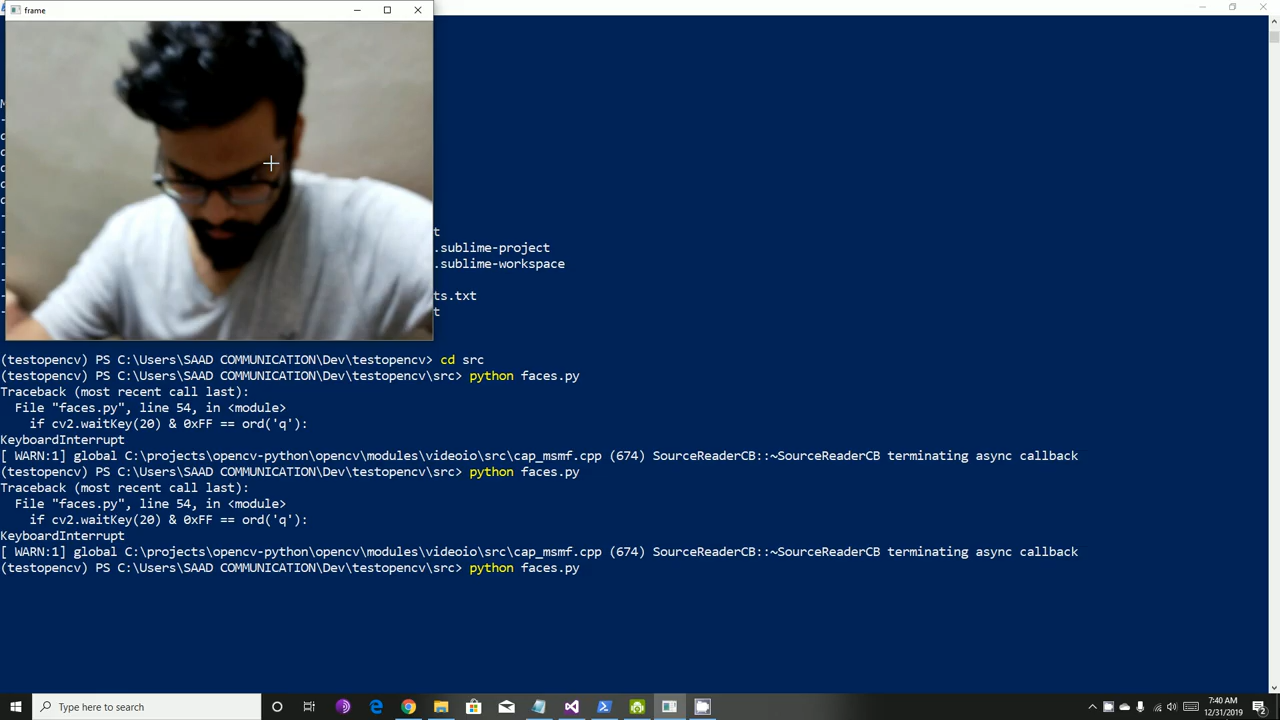 frame
M
-
d
d
d
d
-
- t
- .sublime-project
- .sublime-workspace
-
- ts.txt
- t
(testopencv) PS C:\Users\SAAD COMMUNICATION\Dev\testopencv> cd src
(testopencv) PS C:\Users\SAAD COMMUNICATION\Dev\testopencv\src> python faces.py
Traceback (most recent call last):
  File "faces.py", line 54, in <module>
    if cv2.waitKey(20) & 0xFF == ord('q'):
KeyboardInterrupt
[ WARN:1] global C:\projects\opencv-python\opencv\modules\videoio\src\cap_msmf.cpp (674) SourceReaderCB::~SourceReaderCB terminating async callback
(testopencv) PS C:\Users\SAAD COMMUNICATION\Dev\testopencv\src> python faces.py
Traceback (most recent call last):
  File "faces.py", line 54, in <module>
    if cv2.waitKey(20) & 0xFF == ord('q'):
KeyboardInterrupt
[ WARN:1] global C:\projects\opencv-python\opencv\modules\videoio\src\cap_msmf.cpp (674) SourceReaderCB::~SourceReaderCB terminating async callback
(testopencv) PS C:\Users\SAAD COMMUNICATION\Dev\testopencv\src> python faces.py
Type here to search
7:40 AM
12/31/2019
2